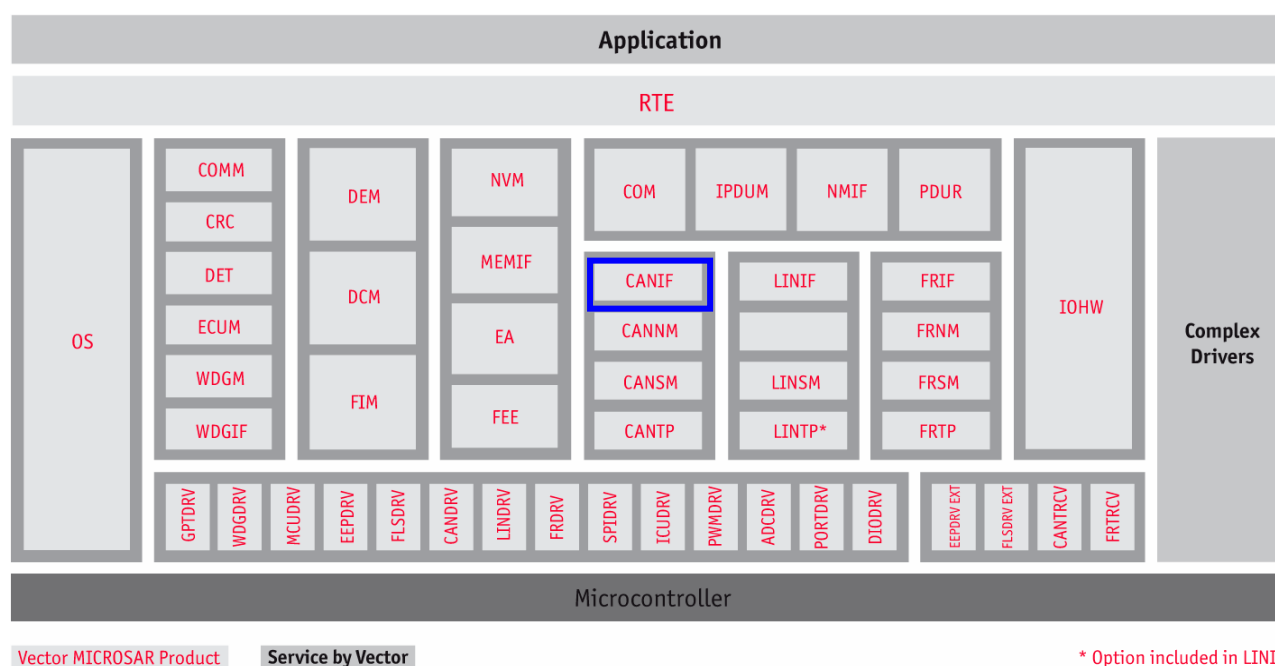 Application
RTE
OS
COMM
CRC
DET
ECUM
WDGM
WDGIF
DEM
DCM
FIM
NVM
MEMIF
EA
FEE
COM
IPDUM
NMIF
PDUR
CANIF
CANNM
CANSM
CANTP
LINIF
LINSM
LINTP*
FRIF
FRNM
FRSM
FRTP
IOHW
Complex
Drivers
GPTDRV
WDGDRV
MCUDRV
EEPDRV
FLSDRV
CANDRV
LINDRV
FRDRV
SPIDRV
ICUDRV
PWMDRV
ADCDRV
PORTDRV
DIODRV
EEPDRV EXT
FLSDRV EXT
CANTRCV
FRTRCV
Microcontroller
Vector MICROSAR Product
Service by Vector
* Option included in LINI